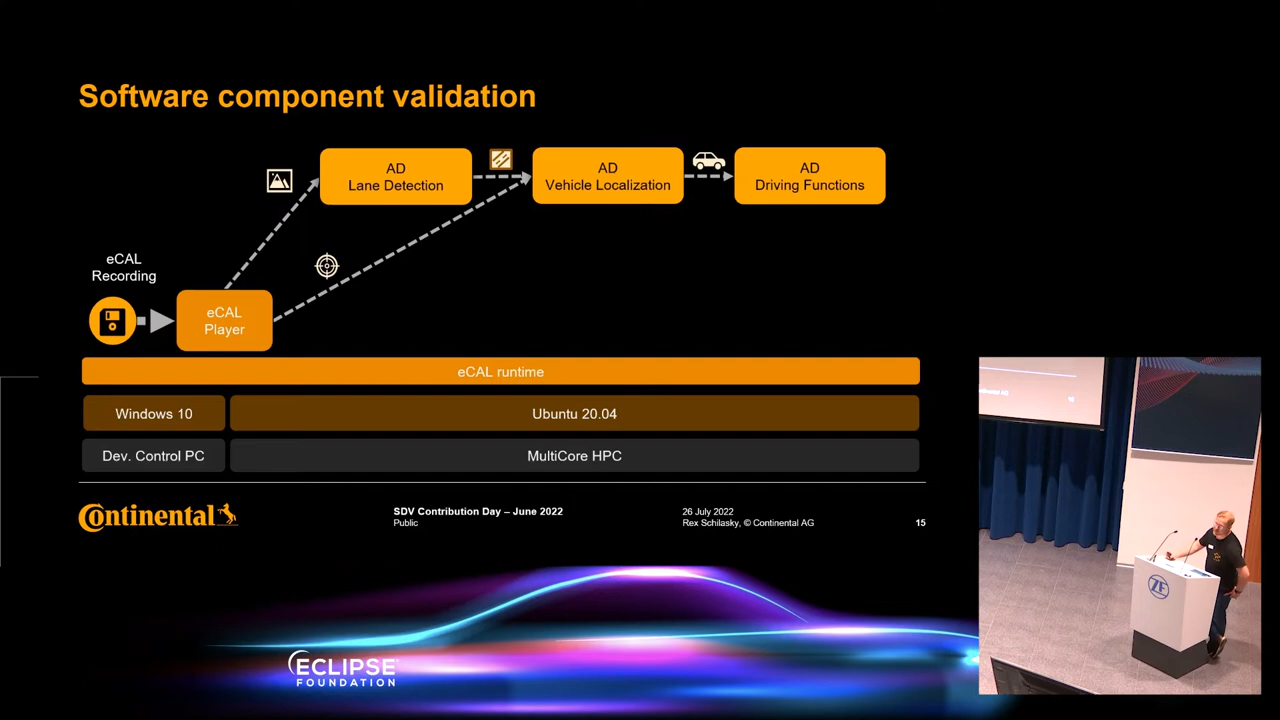 Software component validation
AD
Lane Detection
AD
Vehicle Localization
AD
Driving Functions
eCAL
Recording
eCAL
Player
eCAL runtime
Windows 10
Ubuntu 20.04
Dev. Control PC
MultiCore HPC
Continental
SDV Contribution Day – June 2022
Public
26 July 2022
Rex Schilasky, © Continental AG
15
ZF
ECLIPSE
FOUNDATION